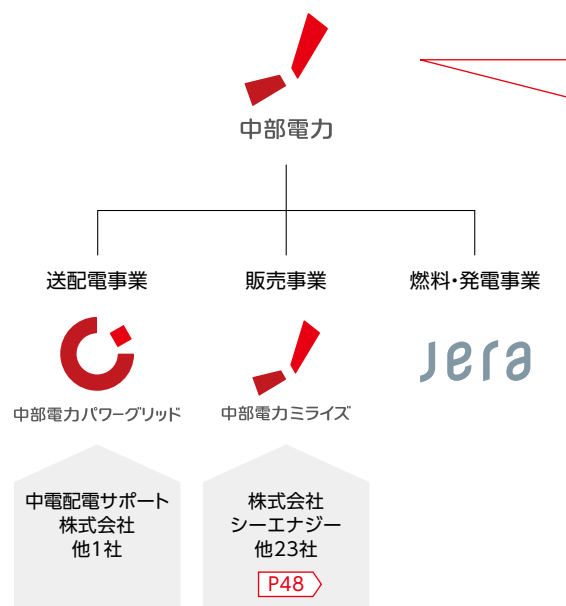 中部電力
送配電事業
販売事業
燃料・発電事業
中部電力パワーグリッド
中部電力ミライズ
Jera
中電配電サポート
株式会社
他1社
株式会社
シーエナジー
他23社
P48